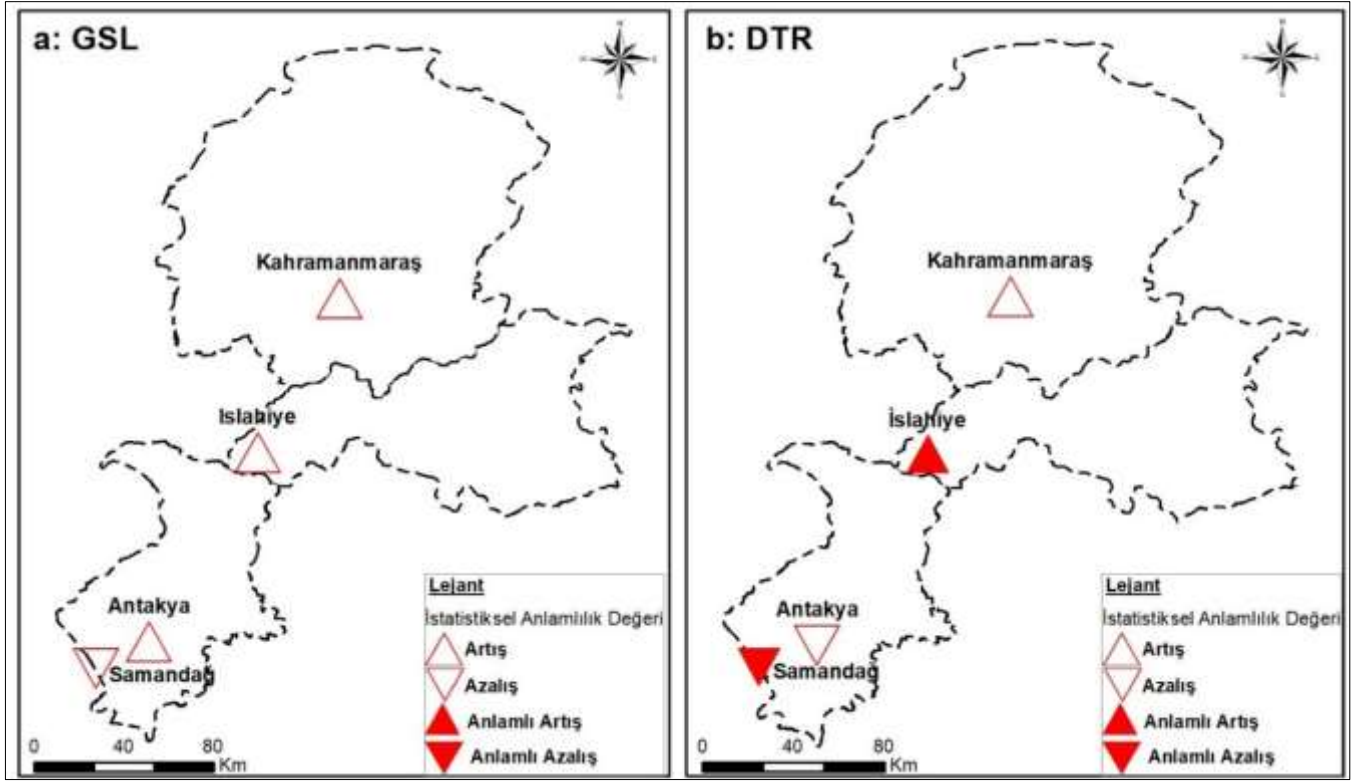 a: GSL
Kahramanmaraş
Islahiye
Antakya
Samandağ
Lejant
İstatistiksel Anlamlılık Değeri
Artış
Azalış
Anlamlı Artış
Anlamlı Azalış
0 40 80
Km
b: DTR
Kahramanmaraş
İslahiye
Antakya
Samandağ
Lejant
İstatistiksel Anlamlılık Değeri
Artış
Azalış
Anlamlı Artış
Anlamlı Azalış
0 40 80
Km